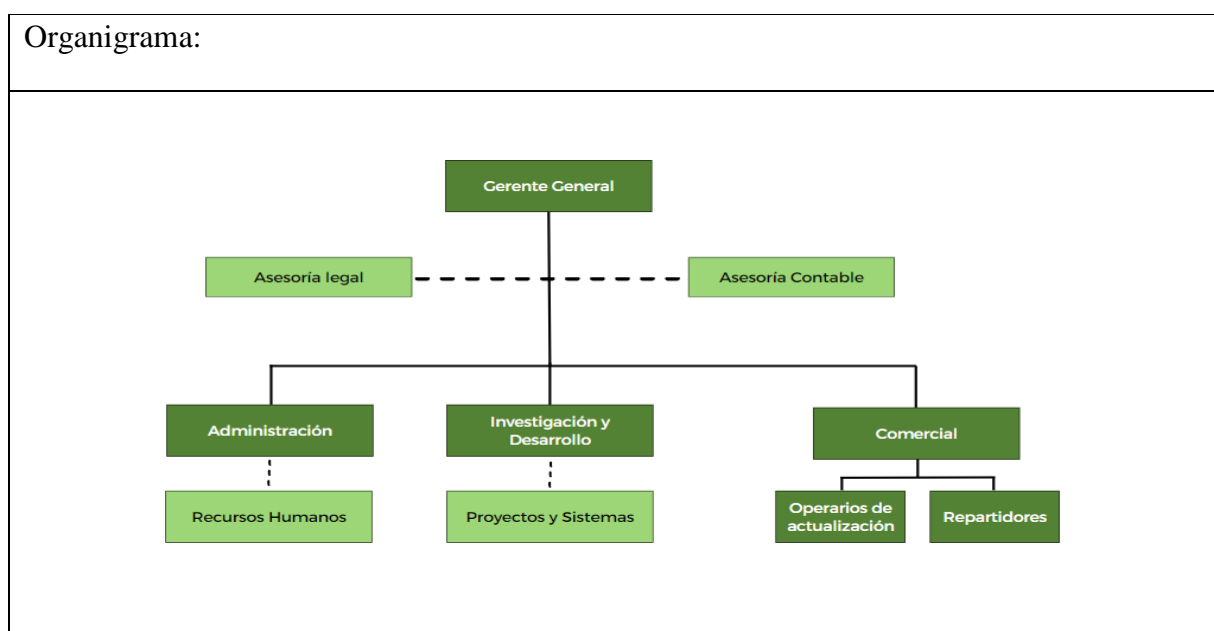 Organigrama:
Gerente General
Asesoría legal
Asesoría Contable
Administración
Investigación y
Desarrollo
Comercial
Recursos Humanos
Proyectos y Sistemas
Operarios de
actualización
Repartidores